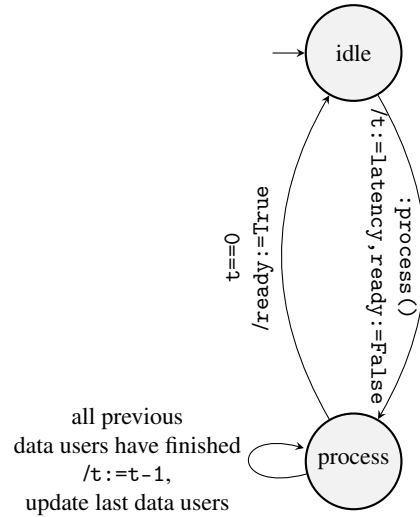 idle
:process()
/t:=latency,ready:=False
t==0
/ready:=True
all previous
data users have finished
/t:=t-1,
update last data users
process